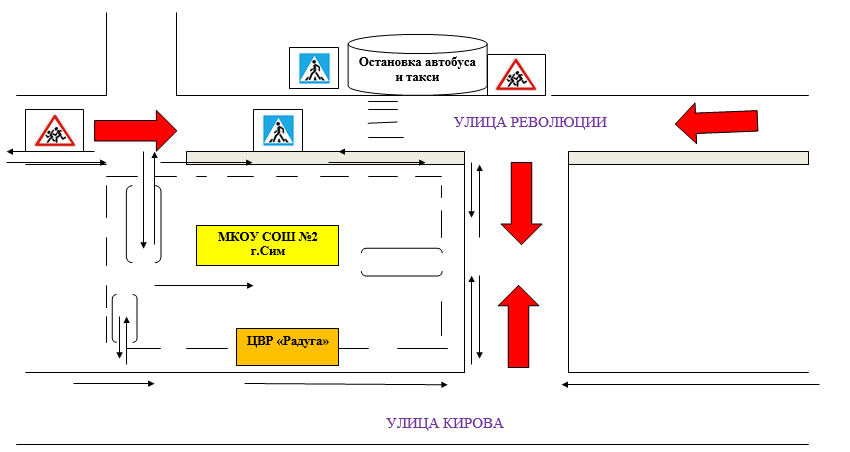 Остановка автобуса
и такси
УЛИЦА РЕВОЛЮЦИИ
МКОУ СОШ №2
г.Сим
ЦВР «Радуга»
УЛИЦА КИРОВА